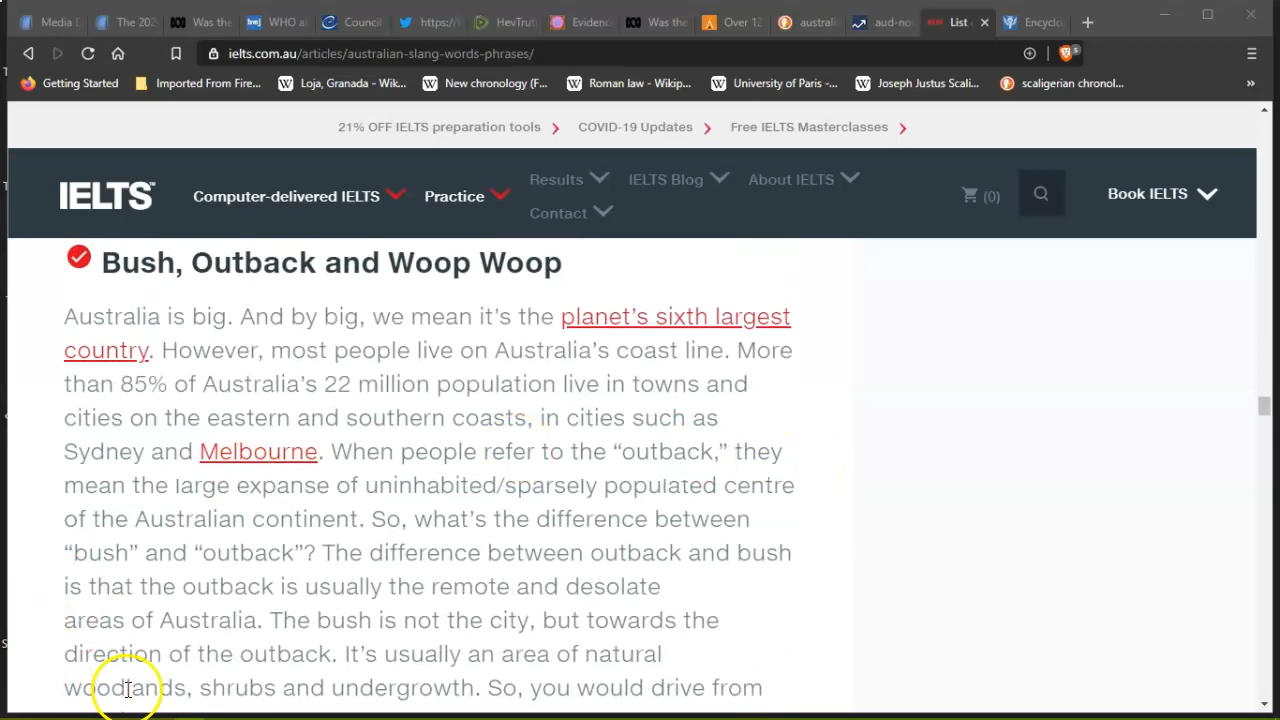 Media
The 202
Was the
WHO a
Council
https:/
HevTru
Evidenc
Was the
Over 12
australi
aud-no
List
Encyclo
ielts.com.au/articles/australian-slang-words-phrases/
Getting Started
Imported From Fire...
Loja, Granada - Wik...
New chronology (F...
Roman law - Wikip...
University of Paris -...
Joseph Justus Scali...
scaligerian chronol...
»
21% OFF IELTS preparation tools
COVID-19 Updates
Free IELTS Masterclasses
IELTS™
Computer-delivered IELTS
Practice
Results
IELTS Blog
About IELTS
Contact
(0)
Book IELTS
Bush, Outback and Woop Woop
Australia is big. And by big, we mean it's the planet's sixth largest
country. However, most people live on Australia's coast line. More
than 85% of Australia's 22 million population live in towns and
cities on the eastern and southern coasts, in cities such as
Sydney and Melbourne. When people refer to the “outback,” they
mean the large expanse of uninhabited/sparsely populated centre
of the Australian continent. So, what's the difference between
“bush” and “outback”? The difference between outback and bush
is that the outback is usually the remote and desolate
areas of Australia. The bush is not the city, but towards the
direction of the outback. It's usually an area of natural
woodlands, shrubs and undergrowth. So, you would drive from